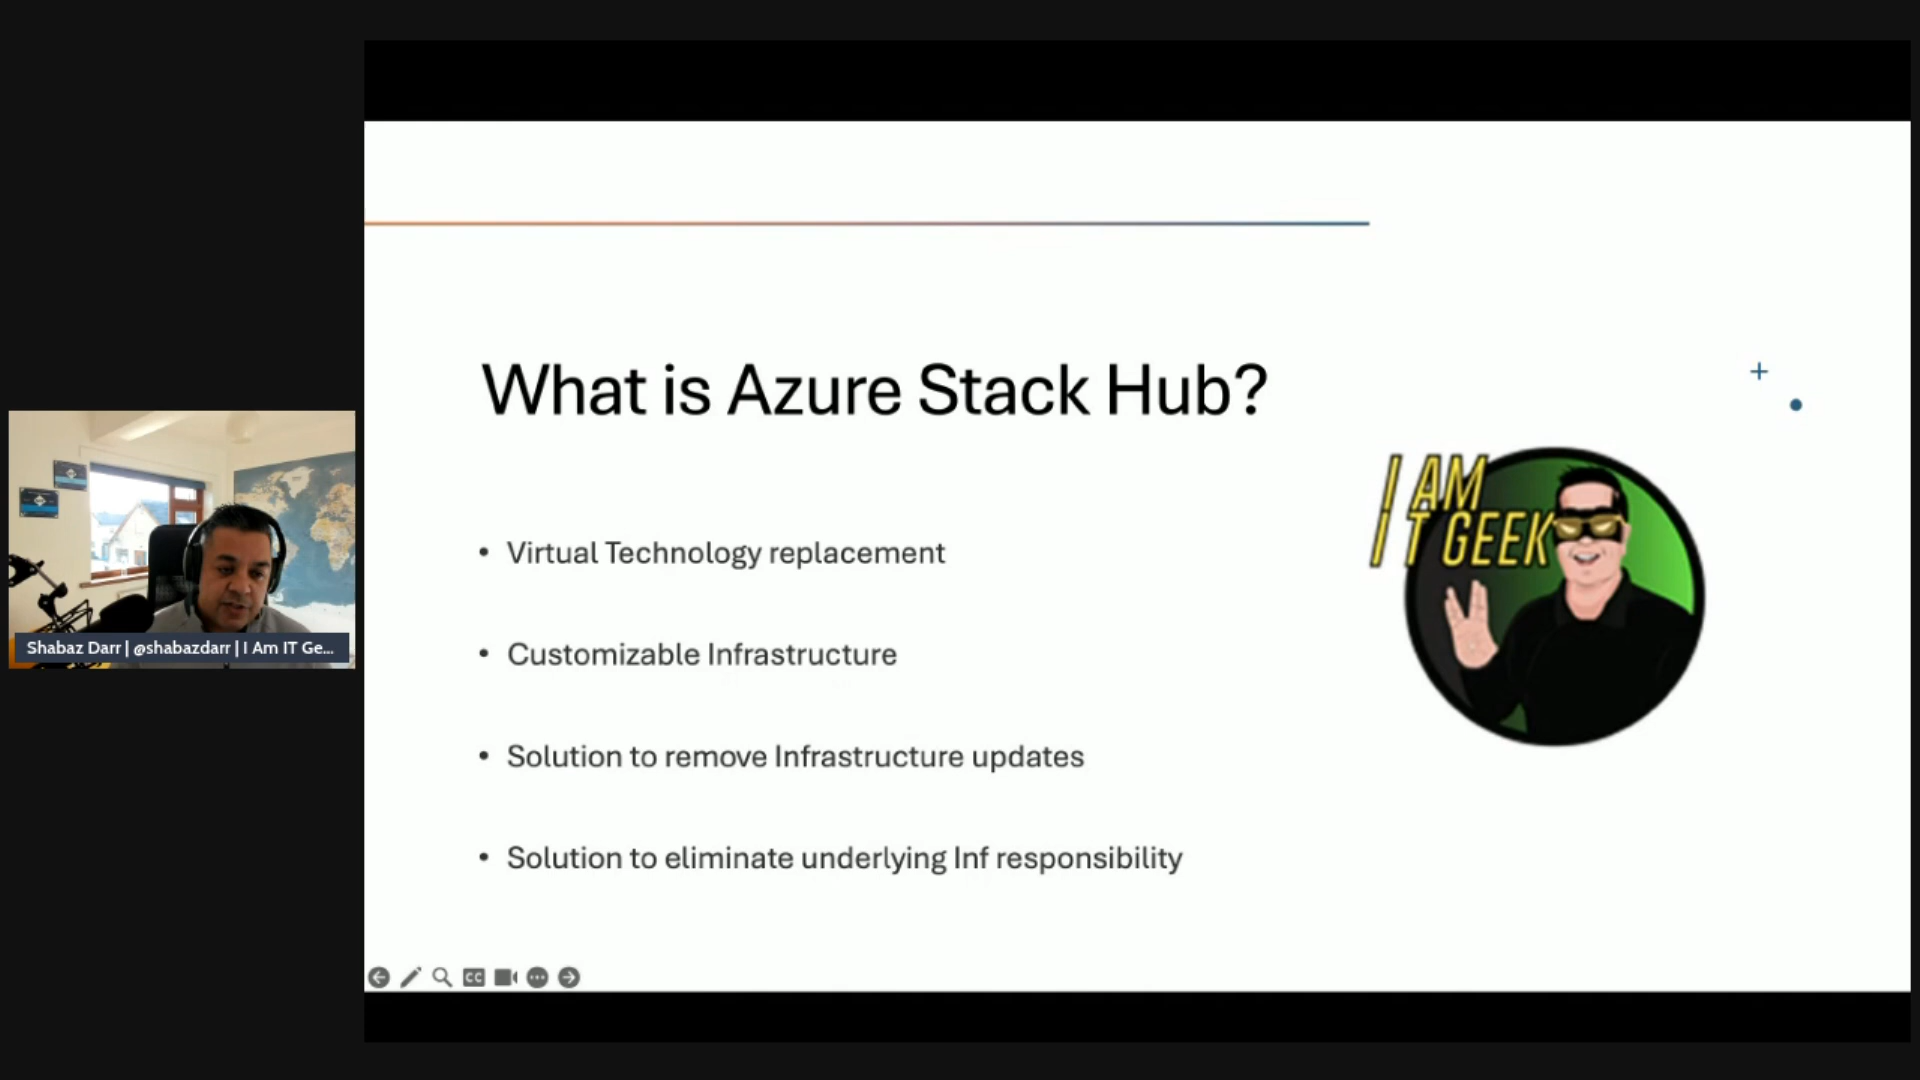 What is Azure Stack Hub?
I AM
IT GEEK
• Virtual Technology replacement
• Customizable Infrastructure
• Solution to remove Infrastructure updates
• Solution to eliminate underlying Inf responsibility
Shabaz Darr | @shabazdarr | I Am IT Ge...
CC